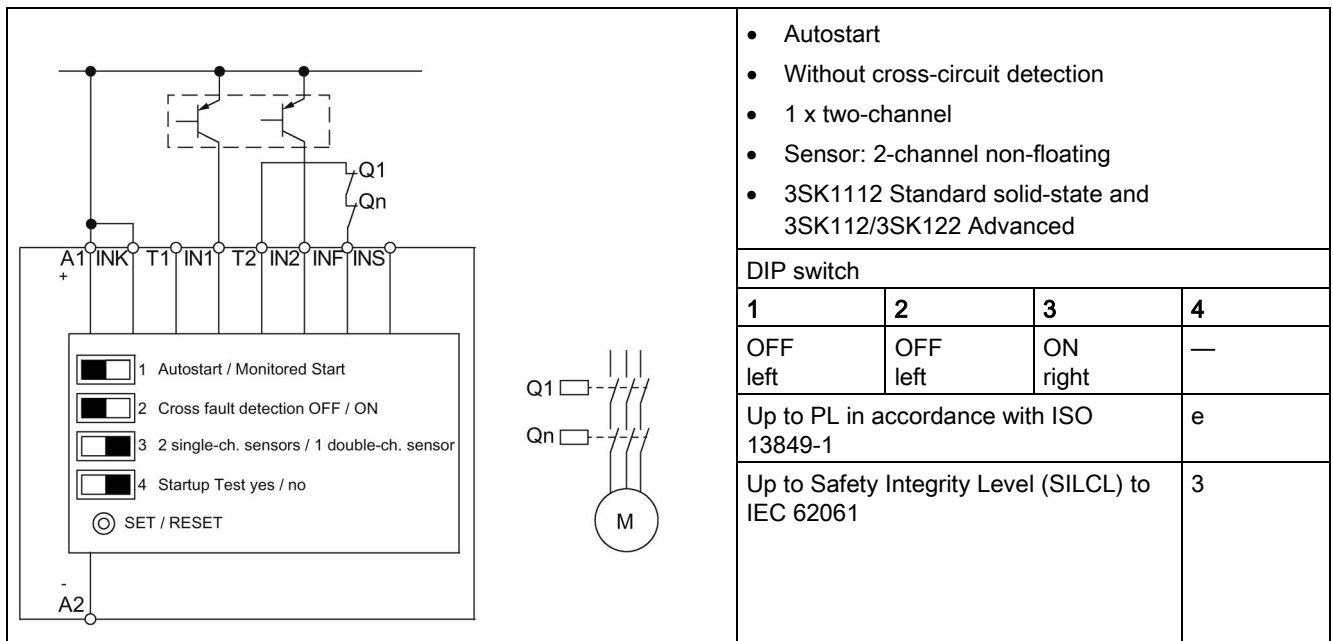 Q1
Qn
A1 INK T1 IN1 T2 IN2 INF INS
+
1 Autostart / Monitored Start
2 Cross fault detection OFF / ON
3 2 single-ch. sensors / 1 double-ch. sensor
4 Startup Test yes / no
SET / RESET
-
A2
Q1
Qn
M
• Autostart
• Without cross-circuit detection
• 1 x two-channel
• Sensor: 2-channel non-floating
• 3SK1112 Standard solid-state and
3SK112/3SK122 Advanced
DIP switch
1 2 3 4
OFF OFF ON —
left left right
Up to PL in accordance with ISO e
13849-1
Up to Safety Integrity Level (SILCL) to 3
IEC 62061